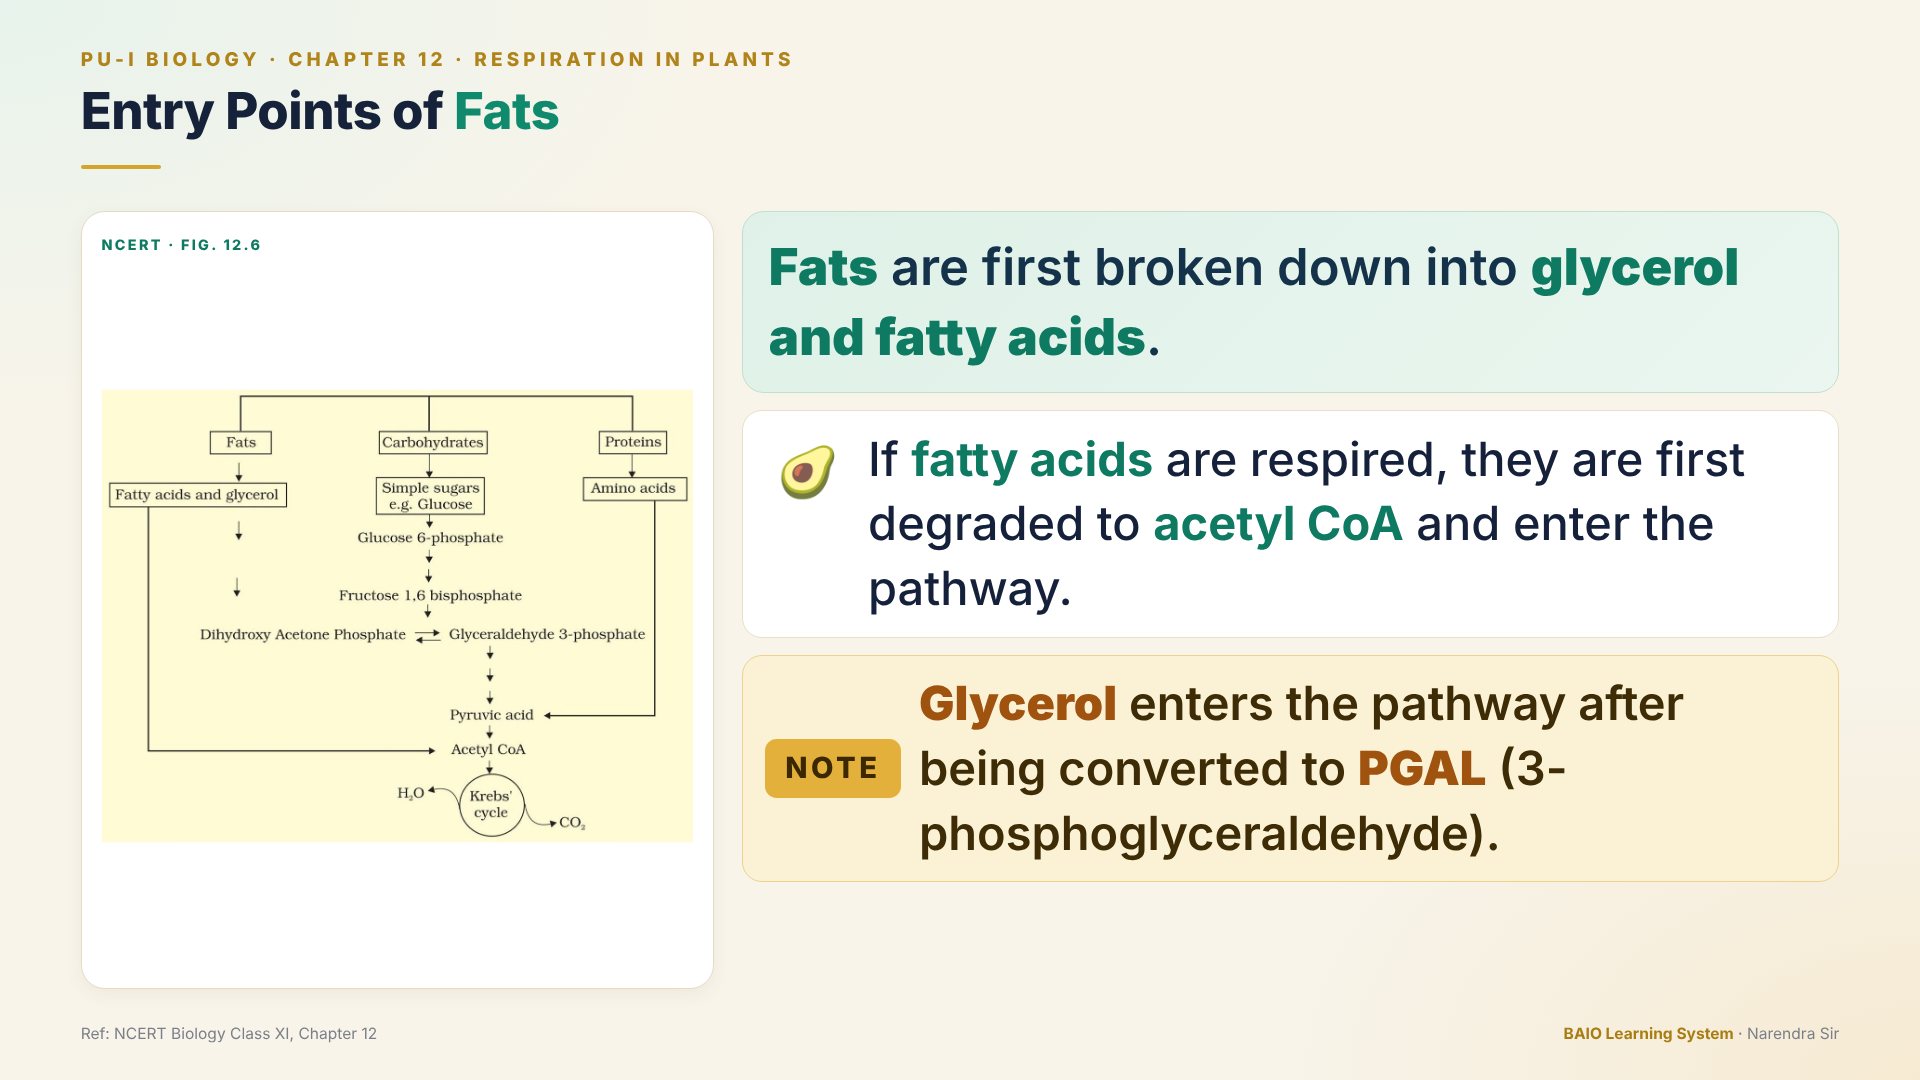 PU-I BIOLOGY · CHAPTER 12 · RESPIRATION IN PLANTS
Entry Points of Fats
NCERT · FIG. 12.6
Fats
Carbohydrates
Proteins
Fatty acids and glycerol
Simple sugars
e.g. Glucose
Amino acids
Glucose 6-phosphate
Fructose 1,6 bisphosphate
Dihydroxy Acetone Phosphate
Glyceraldehyde 3-phosphate
Pyruvic acid
Acetyl CoA
H₂O
Krebs'
cycle
CO₂
Fats are first broken down into glycerol
and fatty acids.
🥑
If fatty acids are respired, they are first
degraded to acetyl CoA and enter the
pathway.
NOTE
Glycerol enters the pathway after
being converted to PGAL (3-
phosphoglyceraldehyde).
Ref: NCERT Biology Class XI, Chapter 12
BAIO Learning System · Narendra Sir